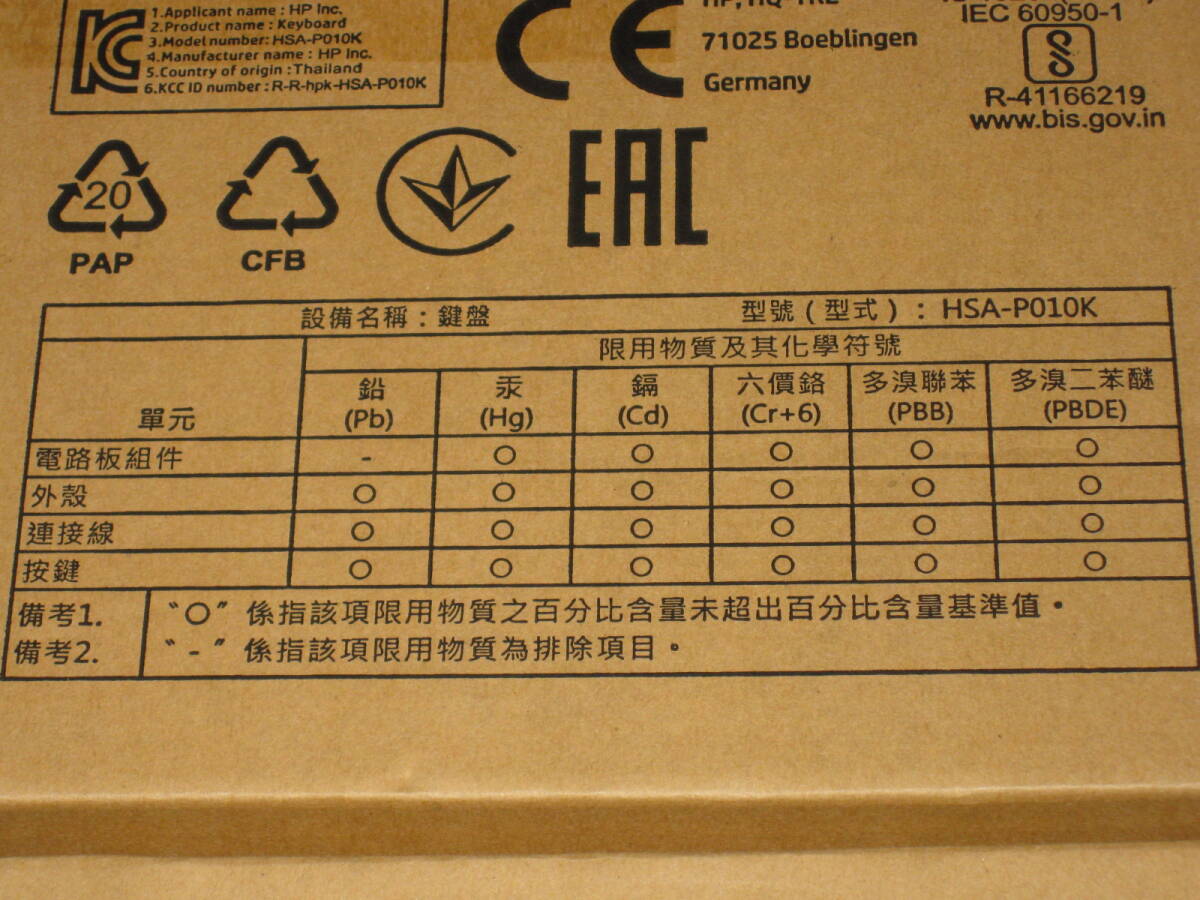 1.Applicant name : HP Inc.
2.Product name : Keyboard
3.Model number: HSA-P010K
4.Manufacturer name : HP Inc.
5.Country of origin : Thailand
6.KCC ID number : R-R-hpk-HSA-P010K
CE
71025 Boeblingen
Germany
IEC 60950-1
R-41166219
www.bis.gov.in
20
PAP
CFB
EAC
設備名稱：鍵盤 型號（型式）：HSA-P010K
限用物質及其化學符號
單元 鉛 汞 鎘 六價鉻 多溴聯苯 多溴二苯醚
(Pb) (Hg) (Cd) (Cr+6) (PBB) (PBDE)
電路板組件 - ○ ○ ○ ○ ○
外殼 ○ ○ ○ ○ ○ ○
連接線 ○ ○ ○ ○ ○ ○
按鍵 ○ ○ ○ ○ ○ ○
備考1. 〝○〞係指該項限用物質之百分比含量未超出百分比含量基準值。
備考2. 〝-〞係指該項限用物質為排除項目。